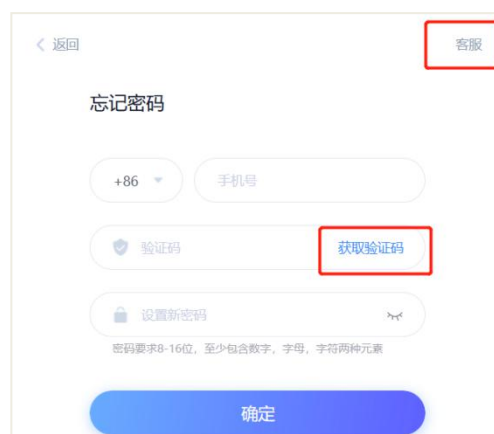 返回
客服
忘记密码
+86
手机号
验证码
获取验证码
设置新密码
密码要求8-16位，至少包含数字，字母，字符两种元素
确定